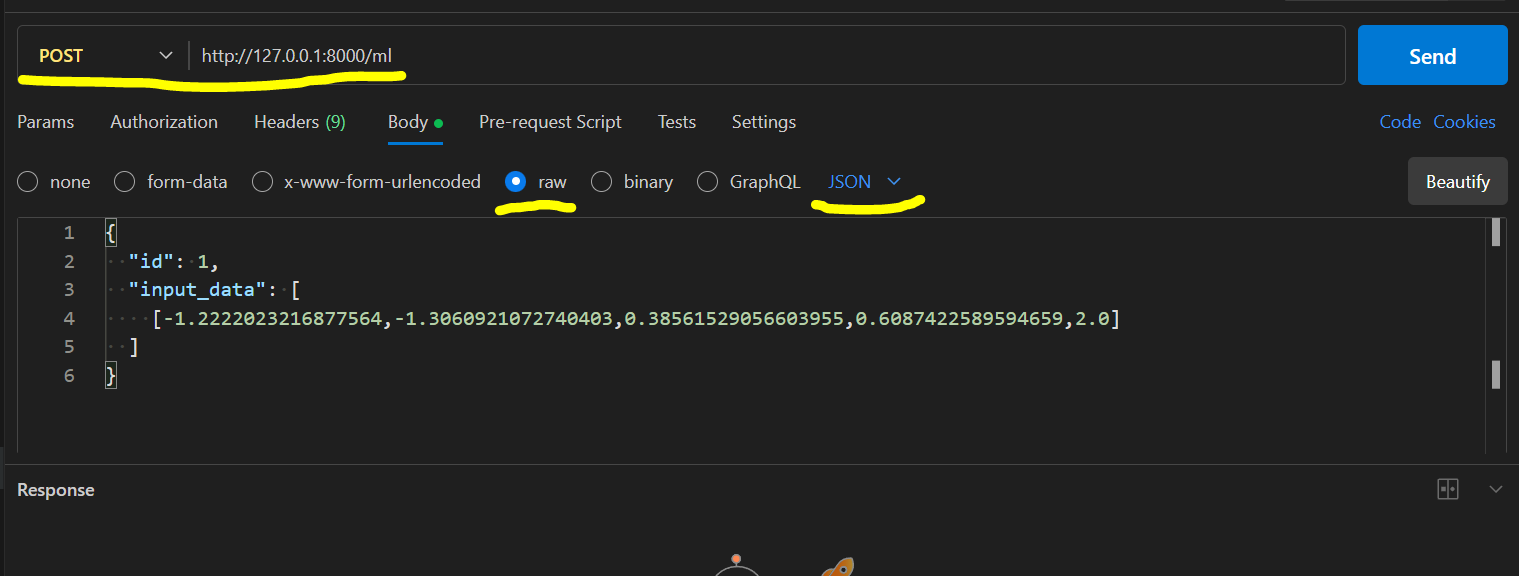 POST http://127.0.0.1:8000/ml Send
Params Authorization Headers (9) Body Pre-request Script Tests Settings Code Cookies
none form-data x-www-form-urlencoded raw binary GraphQL JSON Beautify
1 {
2 "id": 1,
3 "input_data": [
4 [-1.2222023216877564,-1.3060921072740403,0.38561529056603955,0.6087422589594659,2.0]
5 ]
6 }
Response